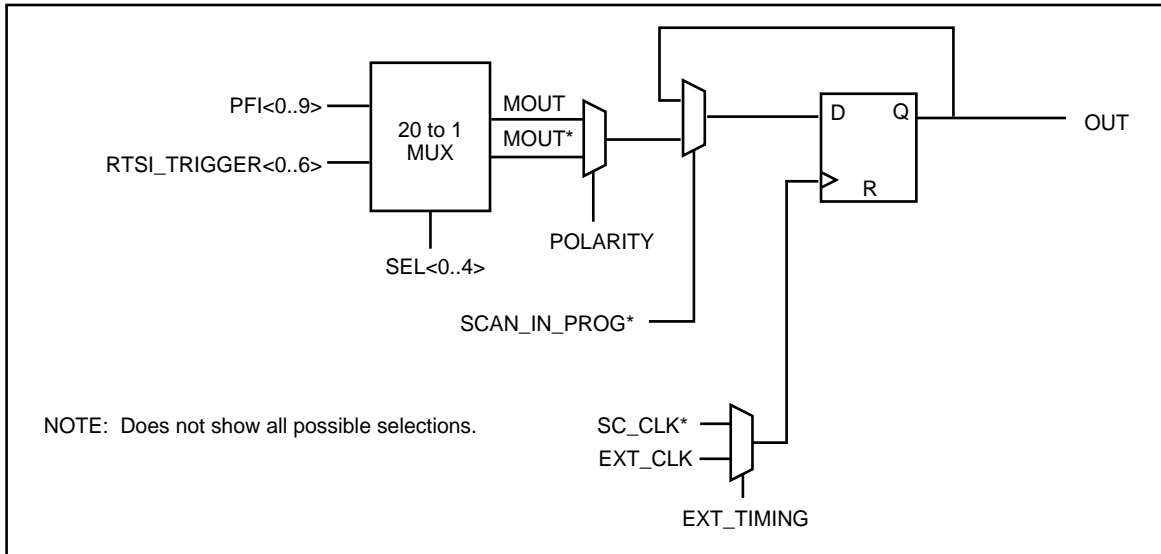 PFI<0..9>
RTSI_TRIGGER<0..6>
20 to 1
MUX
SEL<0..4>
MOUT
MOUT*
POLARITY
SCAN_IN_PROG*
D
Q
R
OUT
SC_CLK*
EXT_CLK
EXT_TIMING
NOTE: Does not show all possible selections.